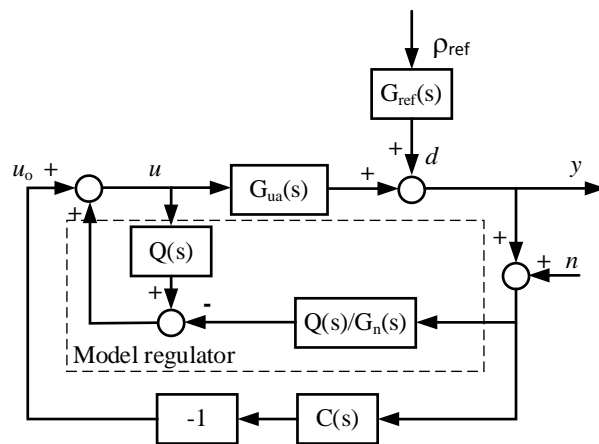 ρref
Gref(s)
+
d
uo +
u
Gua(s)
+
y
+
Q(s)
+
-
Q(s)/Gn(s)
+
+ n
Model regulator
-1
C(s)